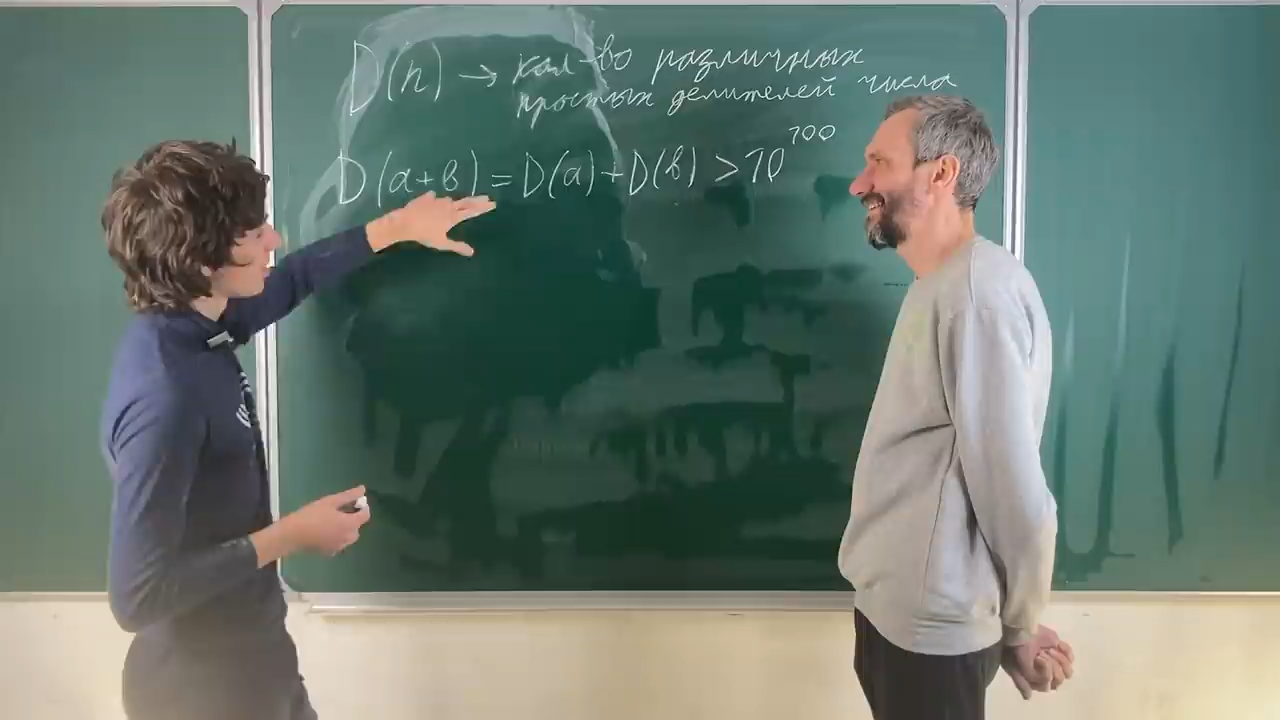 D(n) → кол-во различных
простых делителей числа
D(a+b) = D(a)+D(b) > 10^100